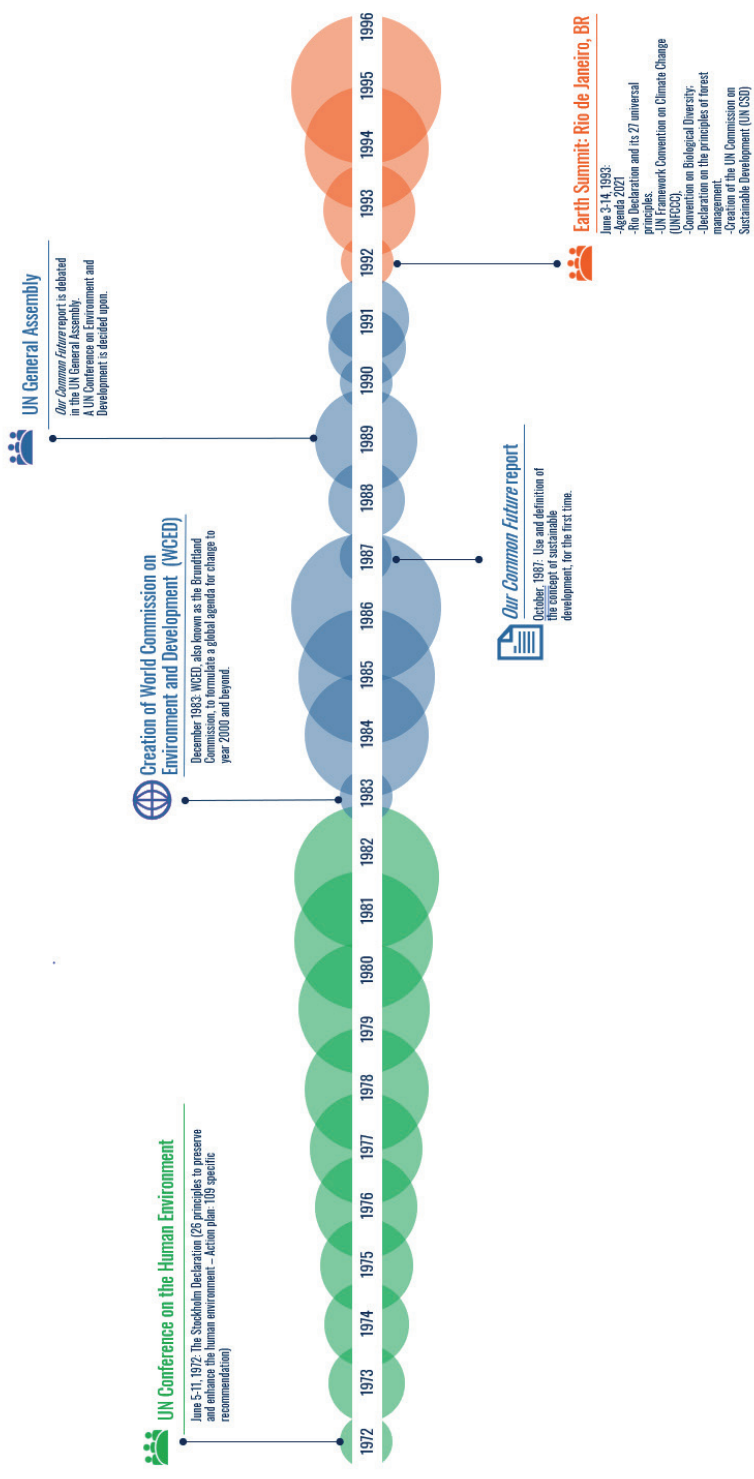 UN Conference on the Human Environment
June 5-11, 1972: The Stockholm Declaration (26 principles to preserve
and enhance the human environment – Action plan: 109 specific
recommendation)
Creation of World Commission on
Environment and Development (WCED)
December 1983: WCED, also known as the Brundtland
Commission, to formulate a global agenda for change to
year 2000 and beyond.
UN General Assembly
Our Common Future report is debated
in the UN General Assembly.
A UN Conference on Environment and
Development is decided upon.
1972
1973
1974
1975
1976
1977
1978
1979
1980
1981
1982
1983
1984
1985
1986
1987
1988
1989
1990
1991
1992
1993
1994
1995
1996
Our Common Future report
October, 1987: Use and definition of
the concept of sustainable
development, for the first time.
Earth Summit: Rio de Janeiro, BR
June 3-14, 1993:
-Agenda 2021
-Rio Declaration and its 27 universal
principles.
-UN Framework Convention on Climate Change
(UNFCCC),
-Convention on Biological Diversity;
-Declaration on the principles of forest
management.
-Creation of the UN Commission on
Sustainable Development (UN CSD)